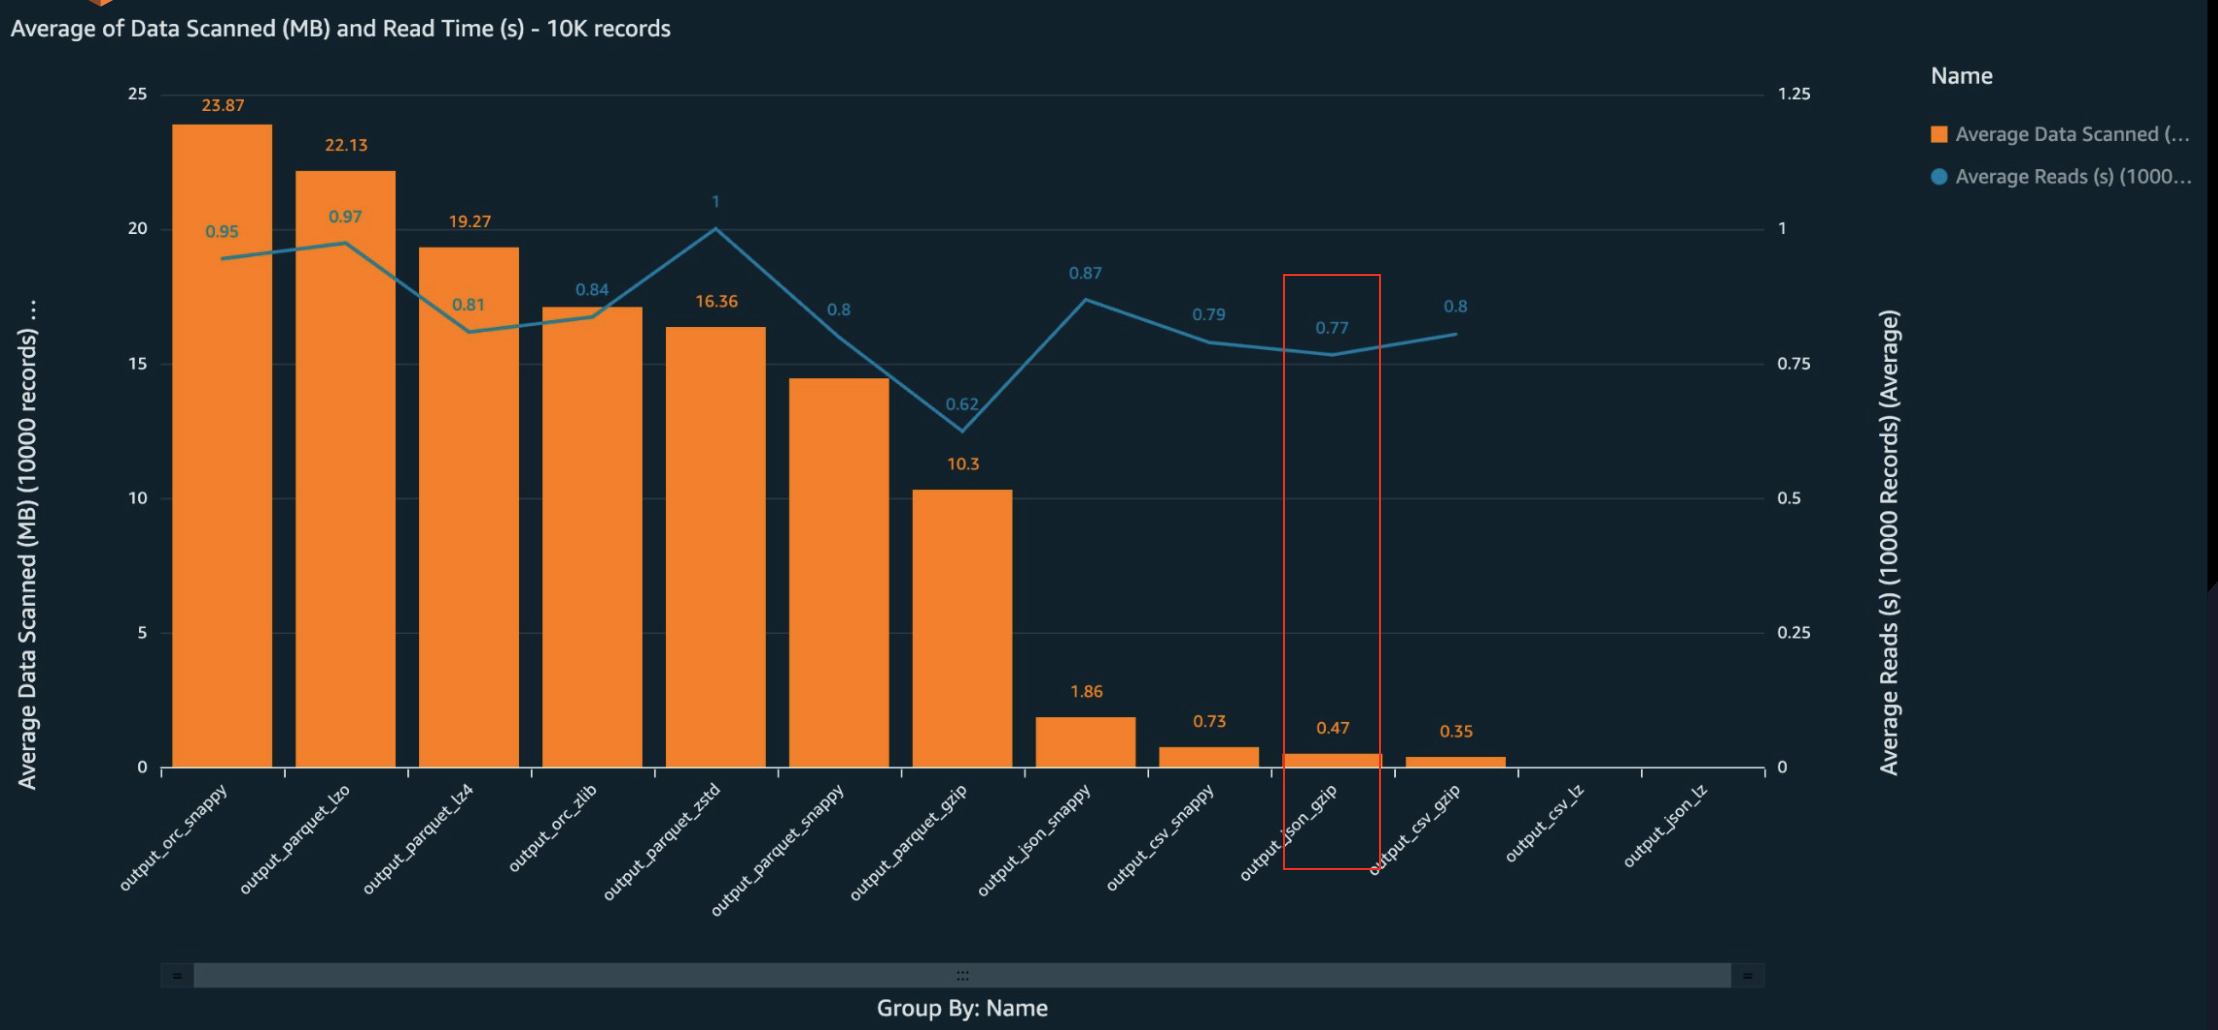 Average of Data Scanned (MB) and Read Time (s) - 10K records
Name
Average Data Scanned (...
Average Reads (s) (1000...
Average Data Scanned (MB) (10000 records) ...
25
20
15
10
5
0
23.87
22.13
19.27
16.36
10.3
1.86
0.73
0.47
0.35
0.95
0.97
0.81
0.84
1
0.8
0.62
0.87
0.79
0.77
0.8
1.25
1
0.75
0.5
0.25
0
Average Reads (s) (10000 Records) (Average)
output_orc_snappy
output_parquet_lzo
output_parquet_lz4
output_orc_zlib
output_parquet_zstd
output_parquet_snappy
output_parquet_gzip
output_json_snappy
output_csv_snappy
output_json_gzip
output_csv_gzip
output_csv_lz
output_json_lz
Group By: Name